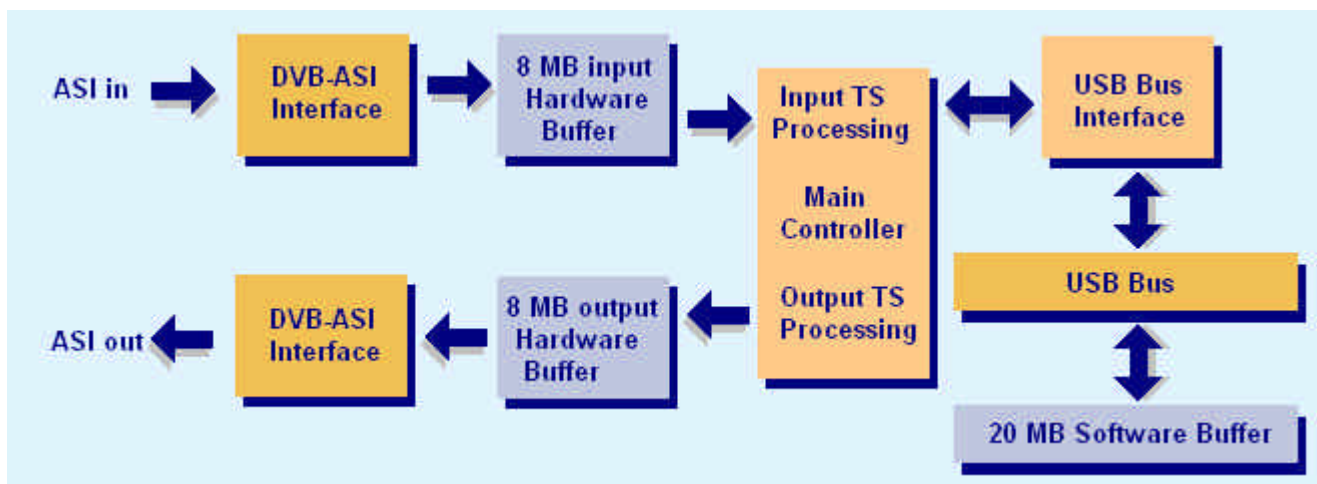 ASI in
DVB-ASI
Interface
8 MB input
Hardware
Buffer
Input TS
Processing
Main
Controller
Output TS
Processing
USB Bus
Interface
USB Bus
20 MB Software Buffer
8 MB output
Hardware
Buffer
DVB-ASI
Interface
ASI out